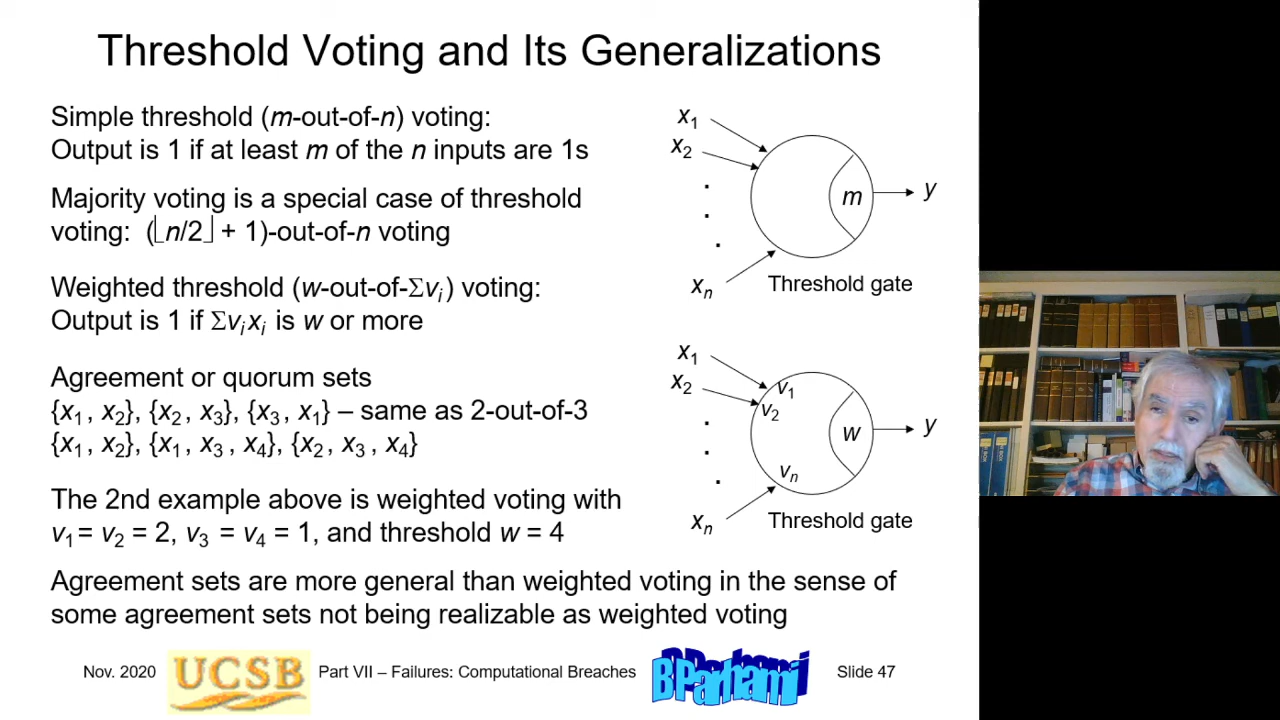 Threshold Voting and Its Generalizations
Simple threshold (m-out-of-n) voting:
Output is 1 if at least m of the n inputs are 1s
Majority voting is a special case of threshold
voting: (⌊n/2⌋ + 1)-out-of-n voting
Weighted threshold (w-out-of-Σvᵢ) voting:
Output is 1 if Σvᵢxᵢ is w or more
Agreement or quorum sets
{x₁, x₂}, {x₂, x₃}, {x₃, x₁} – same as 2-out-of-3
{x₁, x₂}, {x₁, x₃, x₄}, {x₂, x₃, x₄}
The 2nd example above is weighted voting with
v₁ = v₂ = 2, v₃ = v₄ = 1, and threshold w = 4
Agreement sets are more general than weighted voting in the sense of
some agreement sets not being realizable as weighted voting
x₁
x₂
.
.
.
xₙ
m
y
Threshold gate
x₁
x₂
.
.
.
xₙ
v₁
v₂
vₙ
w
y
Threshold gate
Nov. 2020
UCSB
Part VII – Failures: Computational Breaches
B Parhami
Slide 47